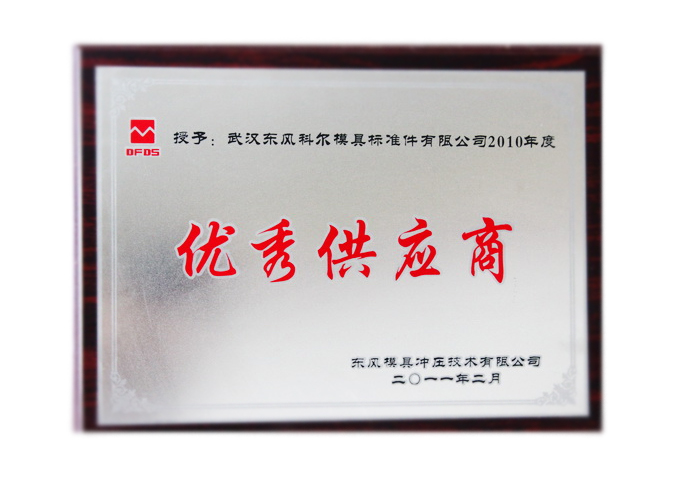 DFDS
授予：武汉东风科尔模具标准件有限公司2010年度
优秀供应商
东风模具冲压技术有限公司
二〇一一年二月